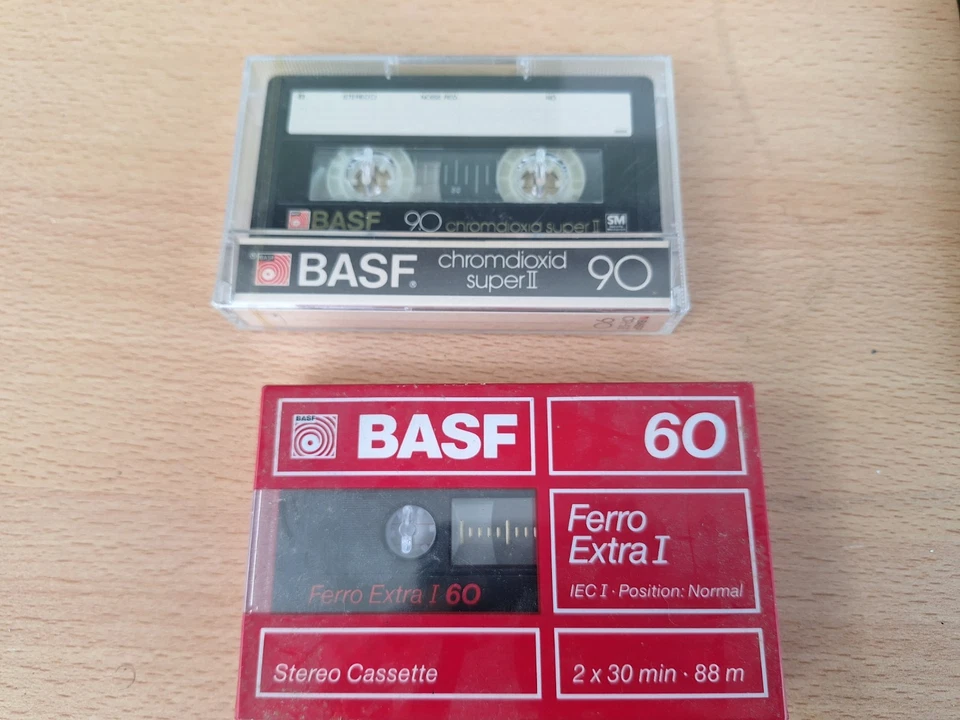 BASF 90 chromdioxid super II SM
BASF® chromdioxid super II 90
BASF
BASF 60
Ferro
Extra I
IEC I · Position: Normal
Ferro Extra I 60
Stereo Cassette
2 x 30 min · 88 m